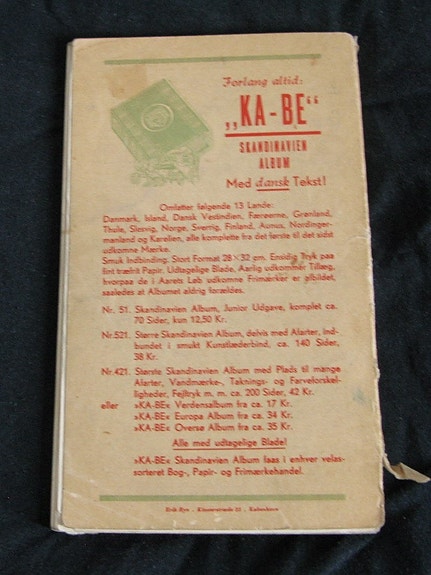 Forlang altid:
„KA-BE“
SKANDINAVIEN
ALBUM
Med dansk Tekst!
Omfatter følgende 13 Lande:
Danmark, Island, Dansk Vestindien, Færøerne, Grønland,
Thule, Slesvig, Norge, Sverrig, Finland, Aunus, Nordinger-
manland og Karelien, alle komplette fra det første til det sidst
udkomne Mærke.
Smuk Indbinding. Stort Format 28×32 cm. Ensidig Tryk paa
fint træfrit Papir. Udtagelige Blade. Aarlig udkommer Tillæg,
hvorpaa de i Aarets Løb udkomne Frimærker er afbildet,
saaledes at Albumet aldrig forældes.
Nr. 51. Skandinavien Album, Junior Udgave, komplet ca.
70 Sider, kun 12,50 Kr.
Nr.521. Større Skandinavien Album, delvis med Afarter, ind-
bundet i smukt Kunstlæderbind, ca. 140 Sider,
38 Kr.
Nr.421. Største Skandinavien Album med Plads til mange
Afarter, Vandmærke-, Taknings- og Farveforskel-
ligheder, Fejltryk m. m. ca. 200 Sider, 42 Kr.
eller »KA-BE« Verdensalbum fra ca. 17 Kr.
»KA-BE« Europa Album fra ca. 34 Kr.
»KA-BE« Oversø Album fra ca. 35 Kr.
Alle med udtagelige Blade!
»KA-BE« Skandinavien Album faas i enhver velas-
sorteret Bog-, Papir- og Frimærkehandel.
Erik Rye - Klosterstræde 23 - København